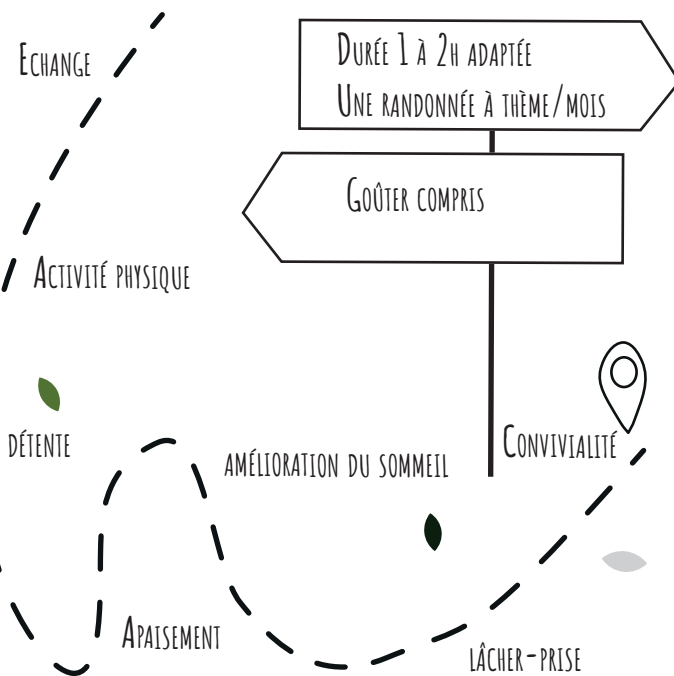 Echange
Durée 1 à 2h adaptée
Une randonnée à thème/mois
Goûter compris
Activité physique
détente
amélioration du sommeil
Convivialité
Apaisement
lâcher-prise